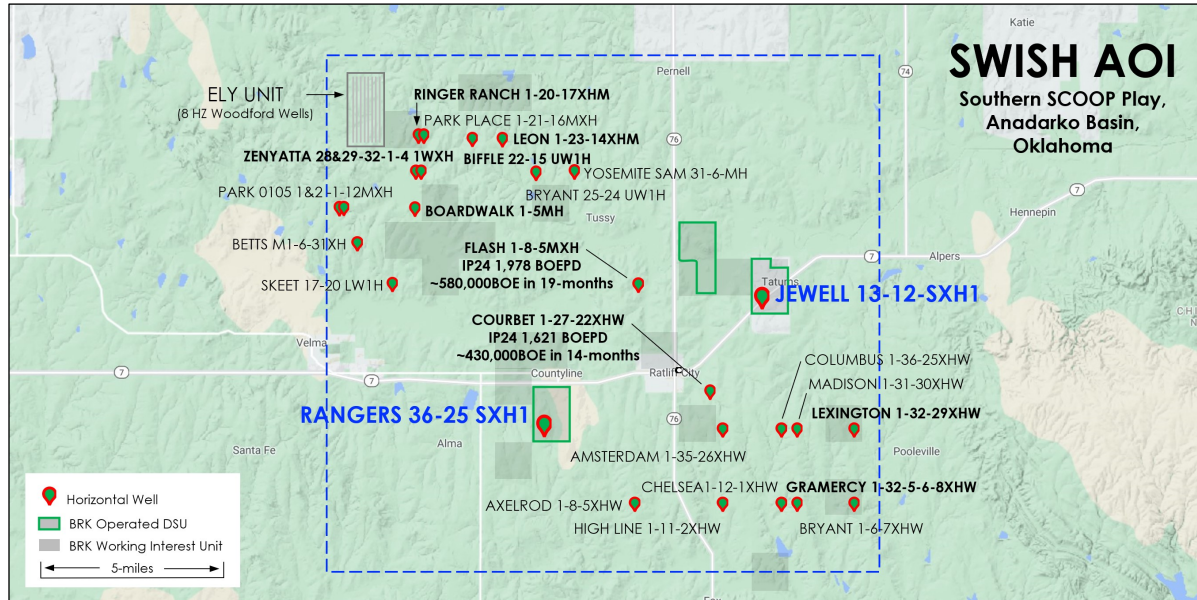 SWISH AOI
Southern SCOOP Play,
Anadarko Basin,
Oklahoma
Katie
74
Pernell
76
ELY UNIT
(8 HZ Woodford Wells)
RINGER RANCH 1-20-17XHM
PARK PLACE 1-21-16MXH
LEON 1-23-14XHM
ZENYATTA 28&29-32-1-4 1WXH
BIFFLE 22-15 UW1H
YOSEMITE SAM 31-6-MH
PARK 0105 1&2-1-12MXH
BRYANT 25-24 UW1H
BOARDWALK 1-5MH
Tussy
Hennepin
BETTS M1-6-31XH
FLASH 1-8-5MXH
IP24 1,978 BOEPD
~580,000BOE in 19-months
7
7
Alpers
SKEET 17-20 LW1H
Tatums
JEWELL 13-12-SXH1
COURBET 1-27-22XHW
IP24 1,621 BOEPD
~430,000BOE in 14-months
Velma
COLUMBUS 1-36-25XHW
7
7
Countyline
Ratliff City
MADISON 1-31-30XHW
RANGERS 36-25 SXH1
76
LEXINGTON 1-32-29XHW
Santa Fe
Alma
AMSTERDAM 1-35-26XHW
Pooleville
CHELSEA1-12-1XHW
GRAMERCY 1-32-5-6-8XHW
AXELROD 1-8-5XHW
HIGH LINE 1-11-2XHW
BRYANT 1-6-7XHW
Horizontal Well
BRK Operated DSU
BRK Working Interest Unit
5-miles
Fox